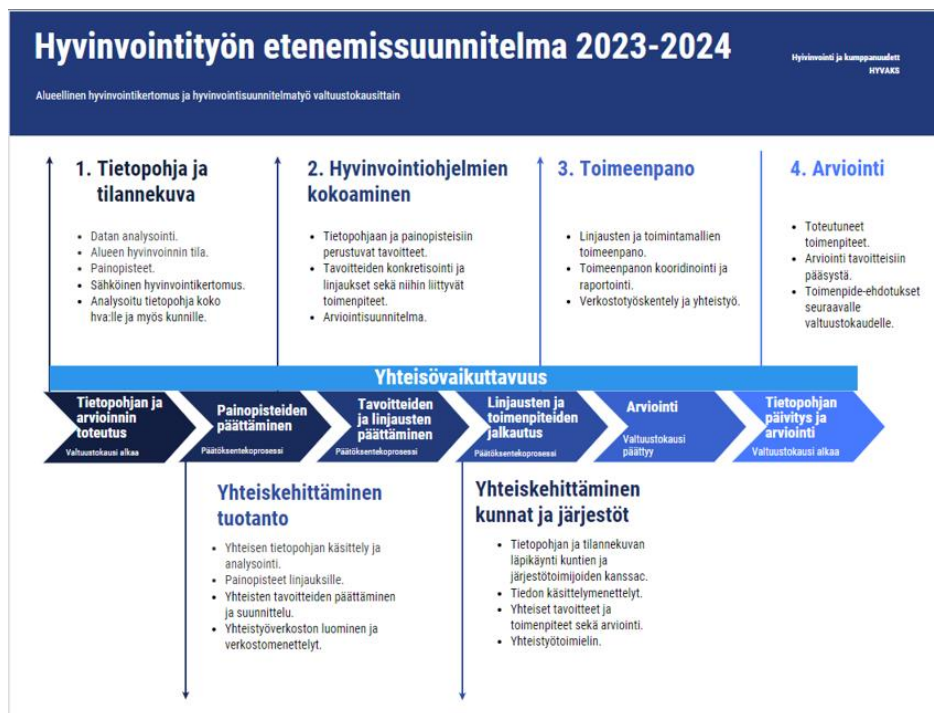 Hyvinvointityön etenemissuunnitelma 2023-2024
Hyivinvointi ja kumppanuudett
HYVAKS
Alueellinen hyvinvointikertomus ja hyvinvointisuunnitelmatyö valtuustokausittain
1. Tietopohja ja
tilannekuva
• Datan analysointi.
• Alueen hyvinvoinnin tila.
• Painopisteet.
• Sähköinen hyvinvointikertomus.
• Analysoitu tietopohja koko
hva:lle ja myös kunnille.
2. Hyvinvointiohjelmien
kokoaminen
• Tietopohjaan ja painopisteisiin
perustuvat tavoitteet.
• Tavoitteiden konkretisointi ja
linjaukset sekä niihin liittyvät
toimenpiteet.
• Arviointisuunnitelma.
3. Toimeenpano
• Linjausten ja toimintamallien
toimeenpano.
• Toimeenpanon kooridinointi ja
raportointi.
• Verkostotyöskentely ja yhteistyö.
4. Arviointi
• Toteutuneet
toimenpiteet.
• Arviointi tavoitteisiin
pääsystä.
• Toimenpide-ehdotukset
seuraavalle
valtuustokaudelle.
Yhteisövaikuttavuus
Tietopohjan ja
arvioinnin
toteutus
Valtuustokausi alkaa
Painopisteiden
päättäminen
Päätöksentekoprosessi
Tavoitteiden
ja linjausten
päättäminen
Päätöksentekoprosessi
Linjausten ja
toimenpiteiden
jalkautus
Päätöksentekoprosessi
Arviointi
Valtuustokausi
päättyy
Tietopohjan
päivitys ja
arviointi
Valtuustokausi alkaa
Yhteiskehittäminen
tuotanto
• Yhteisen tietopohjan käsittely ja
analysointi.
• Painopisteet linjauksille.
• Yhteisten tavoitteiden päättäminen
ja suunnittelu.
• Yhteistyöverkoston luominen ja
verkostomenettelyt.
Yhteiskehittäminen
kunnat ja järjestöt
• Tietopohjan ja tilannekuvan
läpikäynti kuntien ja
järjestötoimijoiden kanssac.
• Tiedon käsittelymenettelyt.
• Yhteiset tavoitteet ja
toimenpiteet sekä arviointi.
• Yhteistyötoimielin.